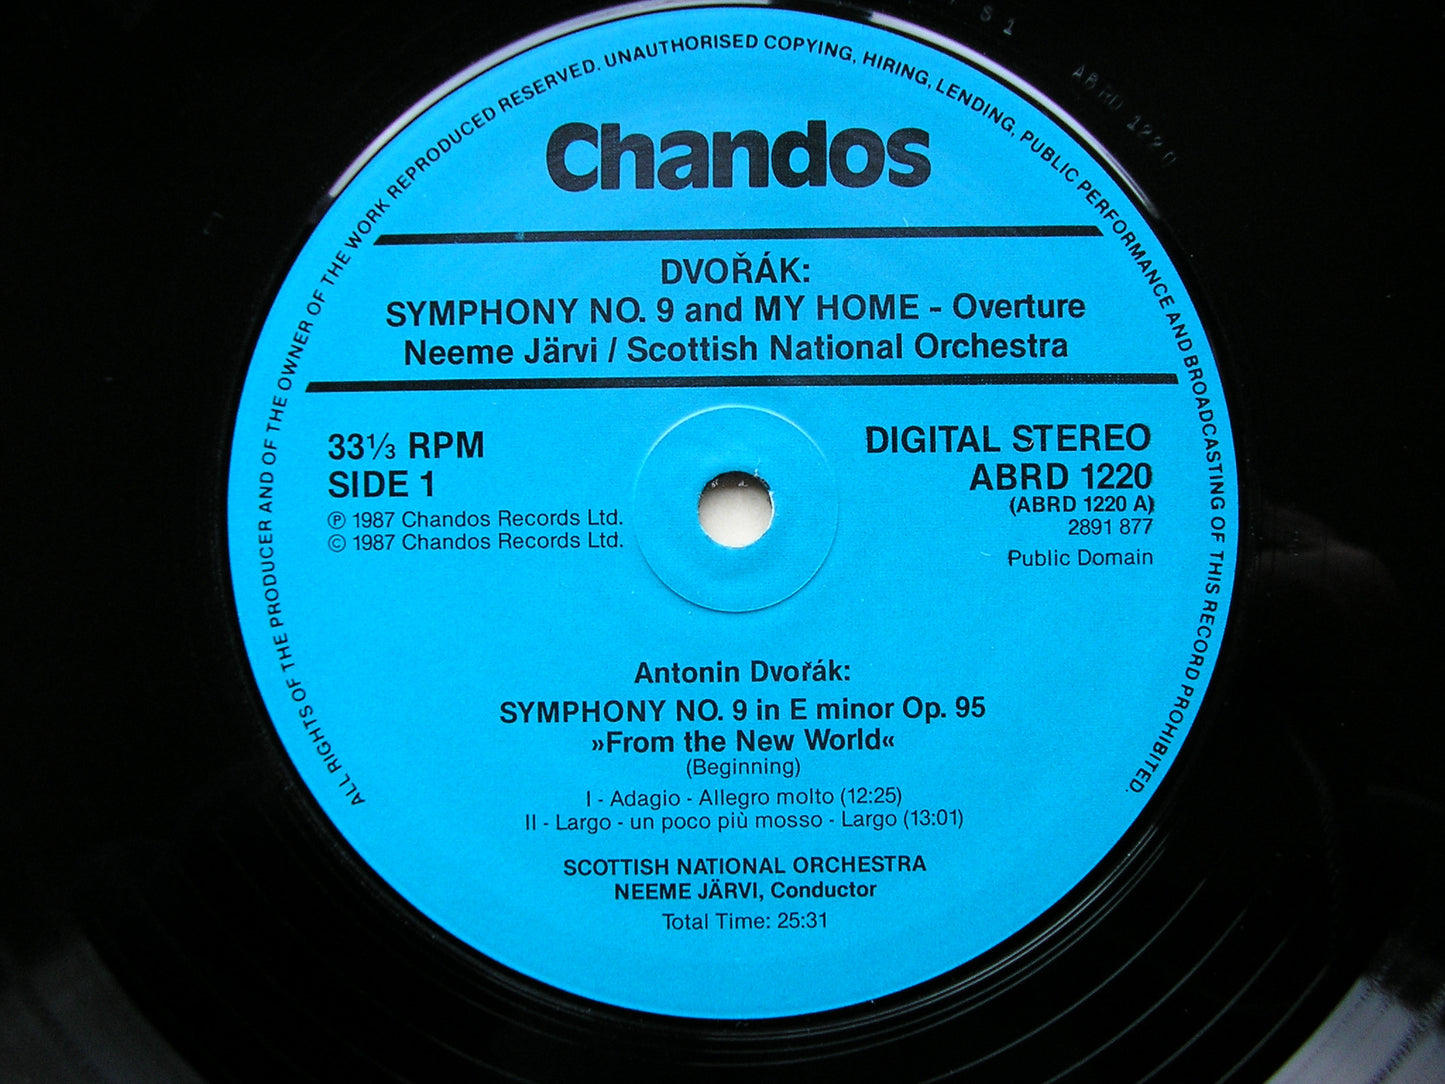 ALL RIGHTS OF THE PRODUCER AND OF THE OWNER OF THE WORK REPRODUCED RESERVED. UNAUTHORISED COPYING, HIRING, LENDING, PUBLIC PERFORMANCE AND BROADCASTING OF THIS RECORD PROHIBITED.
S 1
ABRD 1220
Chandos
DVOŘÁK:
SYMPHONY NO. 9 and MY HOME - Overture
Neeme Järvi / Scottish National Orchestra
33⅓ RPM
SIDE 1
℗ 1987 Chandos Records Ltd.
© 1987 Chandos Records Ltd.
DIGITAL STEREO
ABRD 1220
(ABRD 1220 A)
2891 877
Public Domain
Antonin Dvořák:
SYMPHONY NO. 9 in E minor Op. 95
»From the New World«
(Beginning)
I - Adagio - Allegro molto (12:25)
II - Largo - un poco più mosso - Largo (13:01)
SCOTTISH NATIONAL ORCHESTRA
NEEME JÄRVI, Conductor
Total Time: 25:31